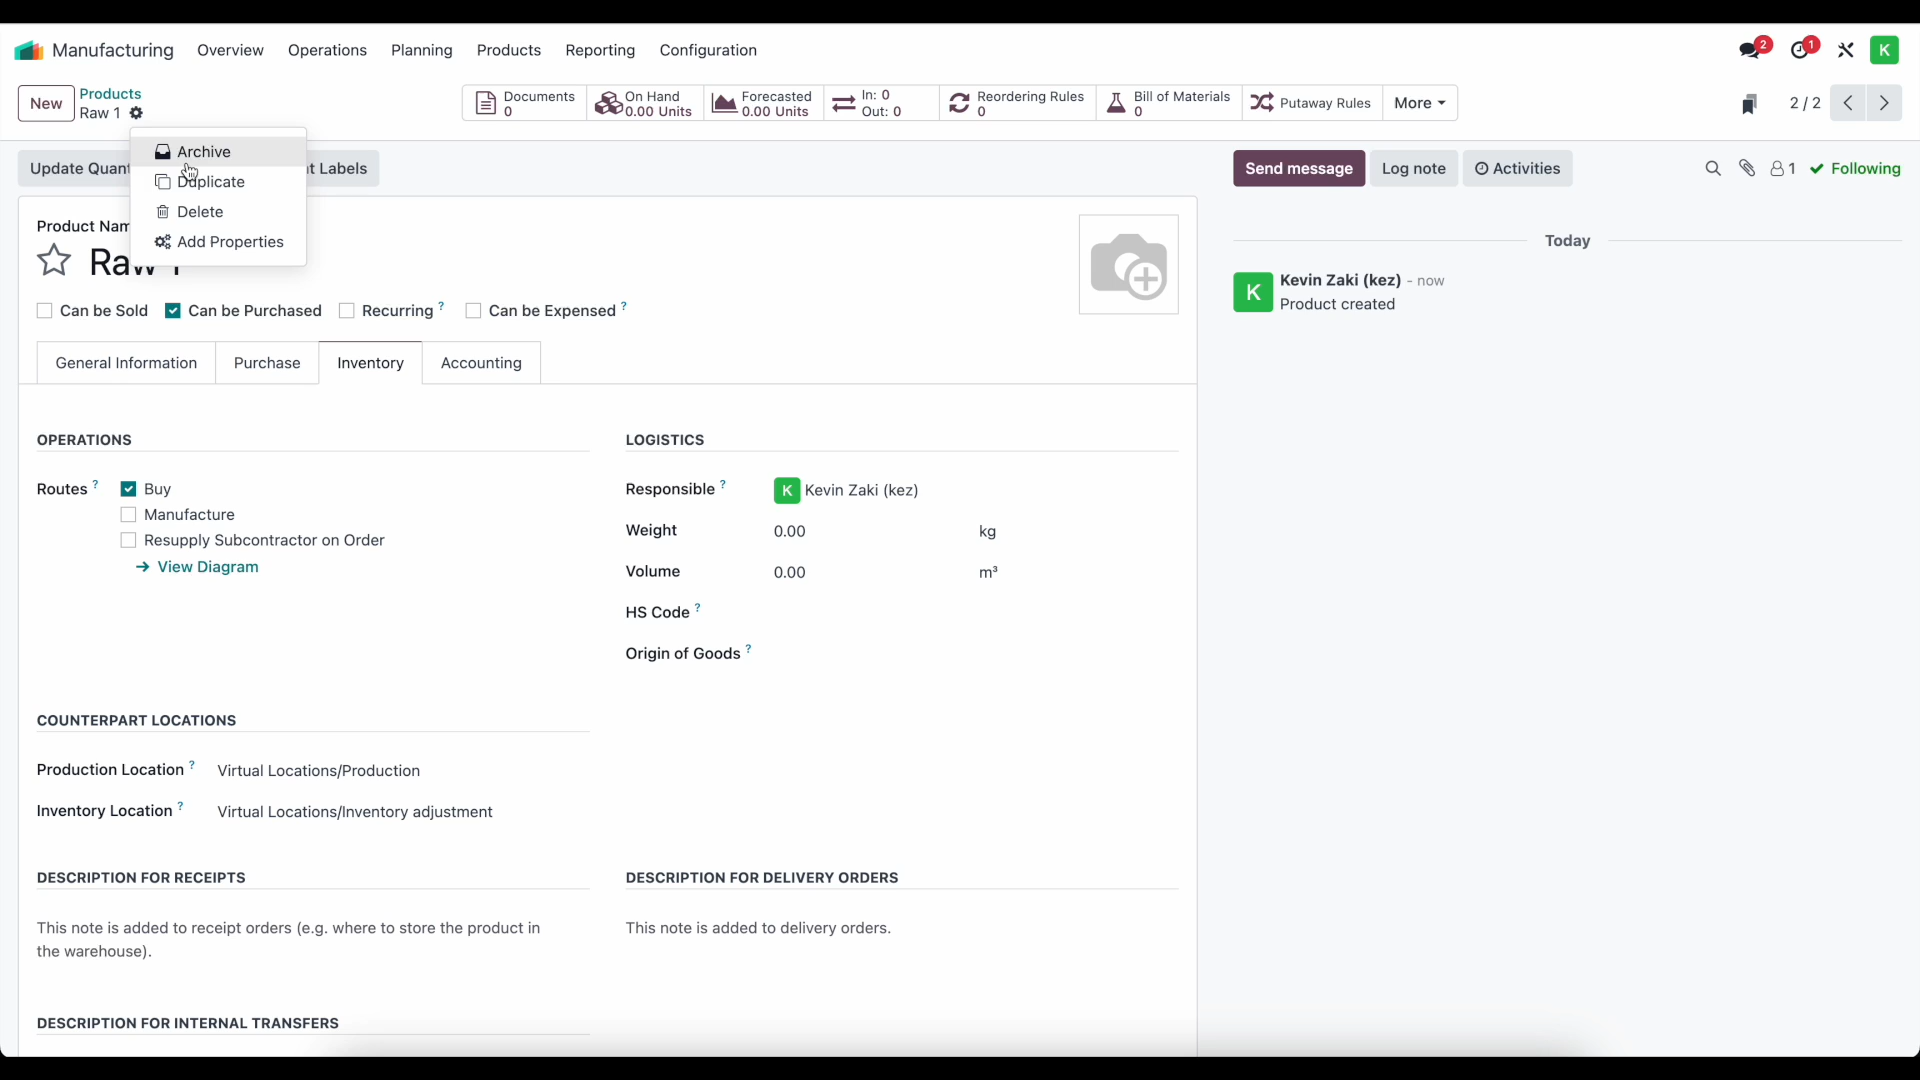 Manufacturing Overview Operations Planning Products Reporting Configuration 2 1 K
New Products Documents On Hand Forecasted In: 0 Reordering Rules Bill of Materials Putaway Rules More 2 / 2
Raw 1 0 0.00 Units 0.00 Units Out: 0 0 0
Archive
Duplicate
Delete
Add Properties
Update Quant t Labels Send message Log note Activities 1 Following
Product Nam
Raw 1
Today
Kevin Zaki (kez) - now
K
Product created
Can be Sold Can be Purchased Recurring ? Can be Expensed ?
General Information Purchase Inventory Accounting
OPERATIONS
Routes ? Buy
Manufacture
Resupply Subcontractor on Order
View Diagram
LOGISTICS
Responsible ? K Kevin Zaki (kez)
Weight 0.00 kg
Volume 0.00 m³
HS Code ?
Origin of Goods ?
COUNTERPART LOCATIONS
Production Location ? Virtual Locations/Production
Inventory Location ? Virtual Locations/Inventory adjustment
DESCRIPTION FOR RECEIPTS
This note is added to receipt orders (e.g. where to store the product in
the warehouse).
DESCRIPTION FOR DELIVERY ORDERS
This note is added to delivery orders.
DESCRIPTION FOR INTERNAL TRANSFERS